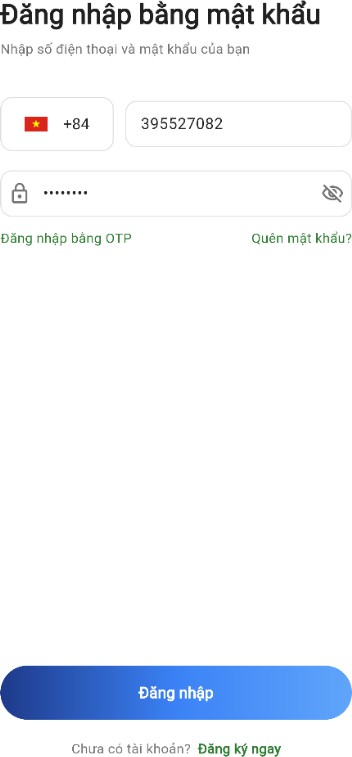 Đăng nhập bằng mật khẩu
Nhập số điện thoại và mật khẩu của bạn
+84 395527082
••••••••
Đăng nhập bằng OTP Quên mật khẩu?
Đăng nhập
Chưa có tài khoản? Đăng ký ngay